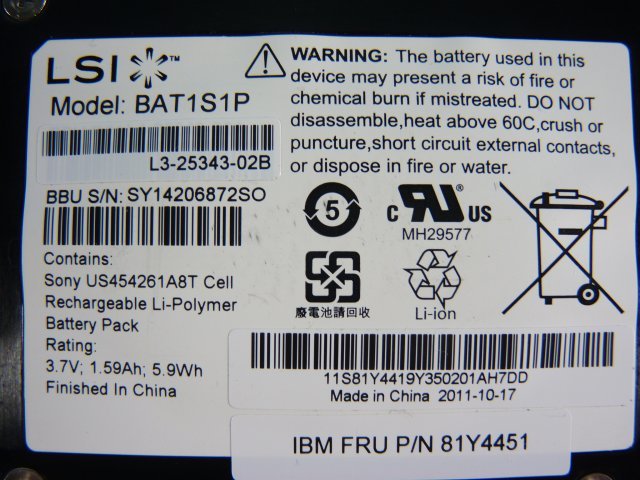 LSI ™
Model: BAT1S1P
L3-25343-02B
BBU S/N: SY14206872SO
Contains:
Sony US454261A8T Cell
Rechargeable Li-Polymer
Battery Pack
Rating:
3.7V; 1.59Ah; 5.9Wh
Finished In China
WARNING: The battery used in this
device may present a risk of fire or
chemical burn if mistreated. DO NOT
disassemble,heat above 60C,crush or
puncture,short circuit external contacts,
or dispose in fire or water.
5
c RU ® US
MH29577
廢電池請回收
Li-ion
11S81Y4419Y350201AH7DD
Made in China 2011-10-17
IBM FRU P/N 81Y4451